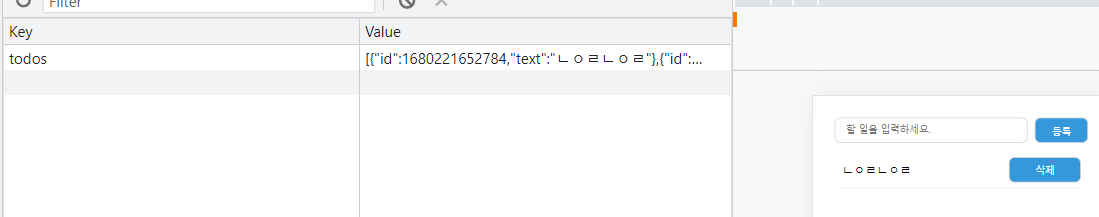 Filter
Key
Value
todos
[{"id":1680221652784,"text":"ㄴㅇㄹㄴㅇㄹ"},{"id":...
할 일을 입력하세요.
등록
ㄴㅇㄹㄴㅇㄹ
삭제